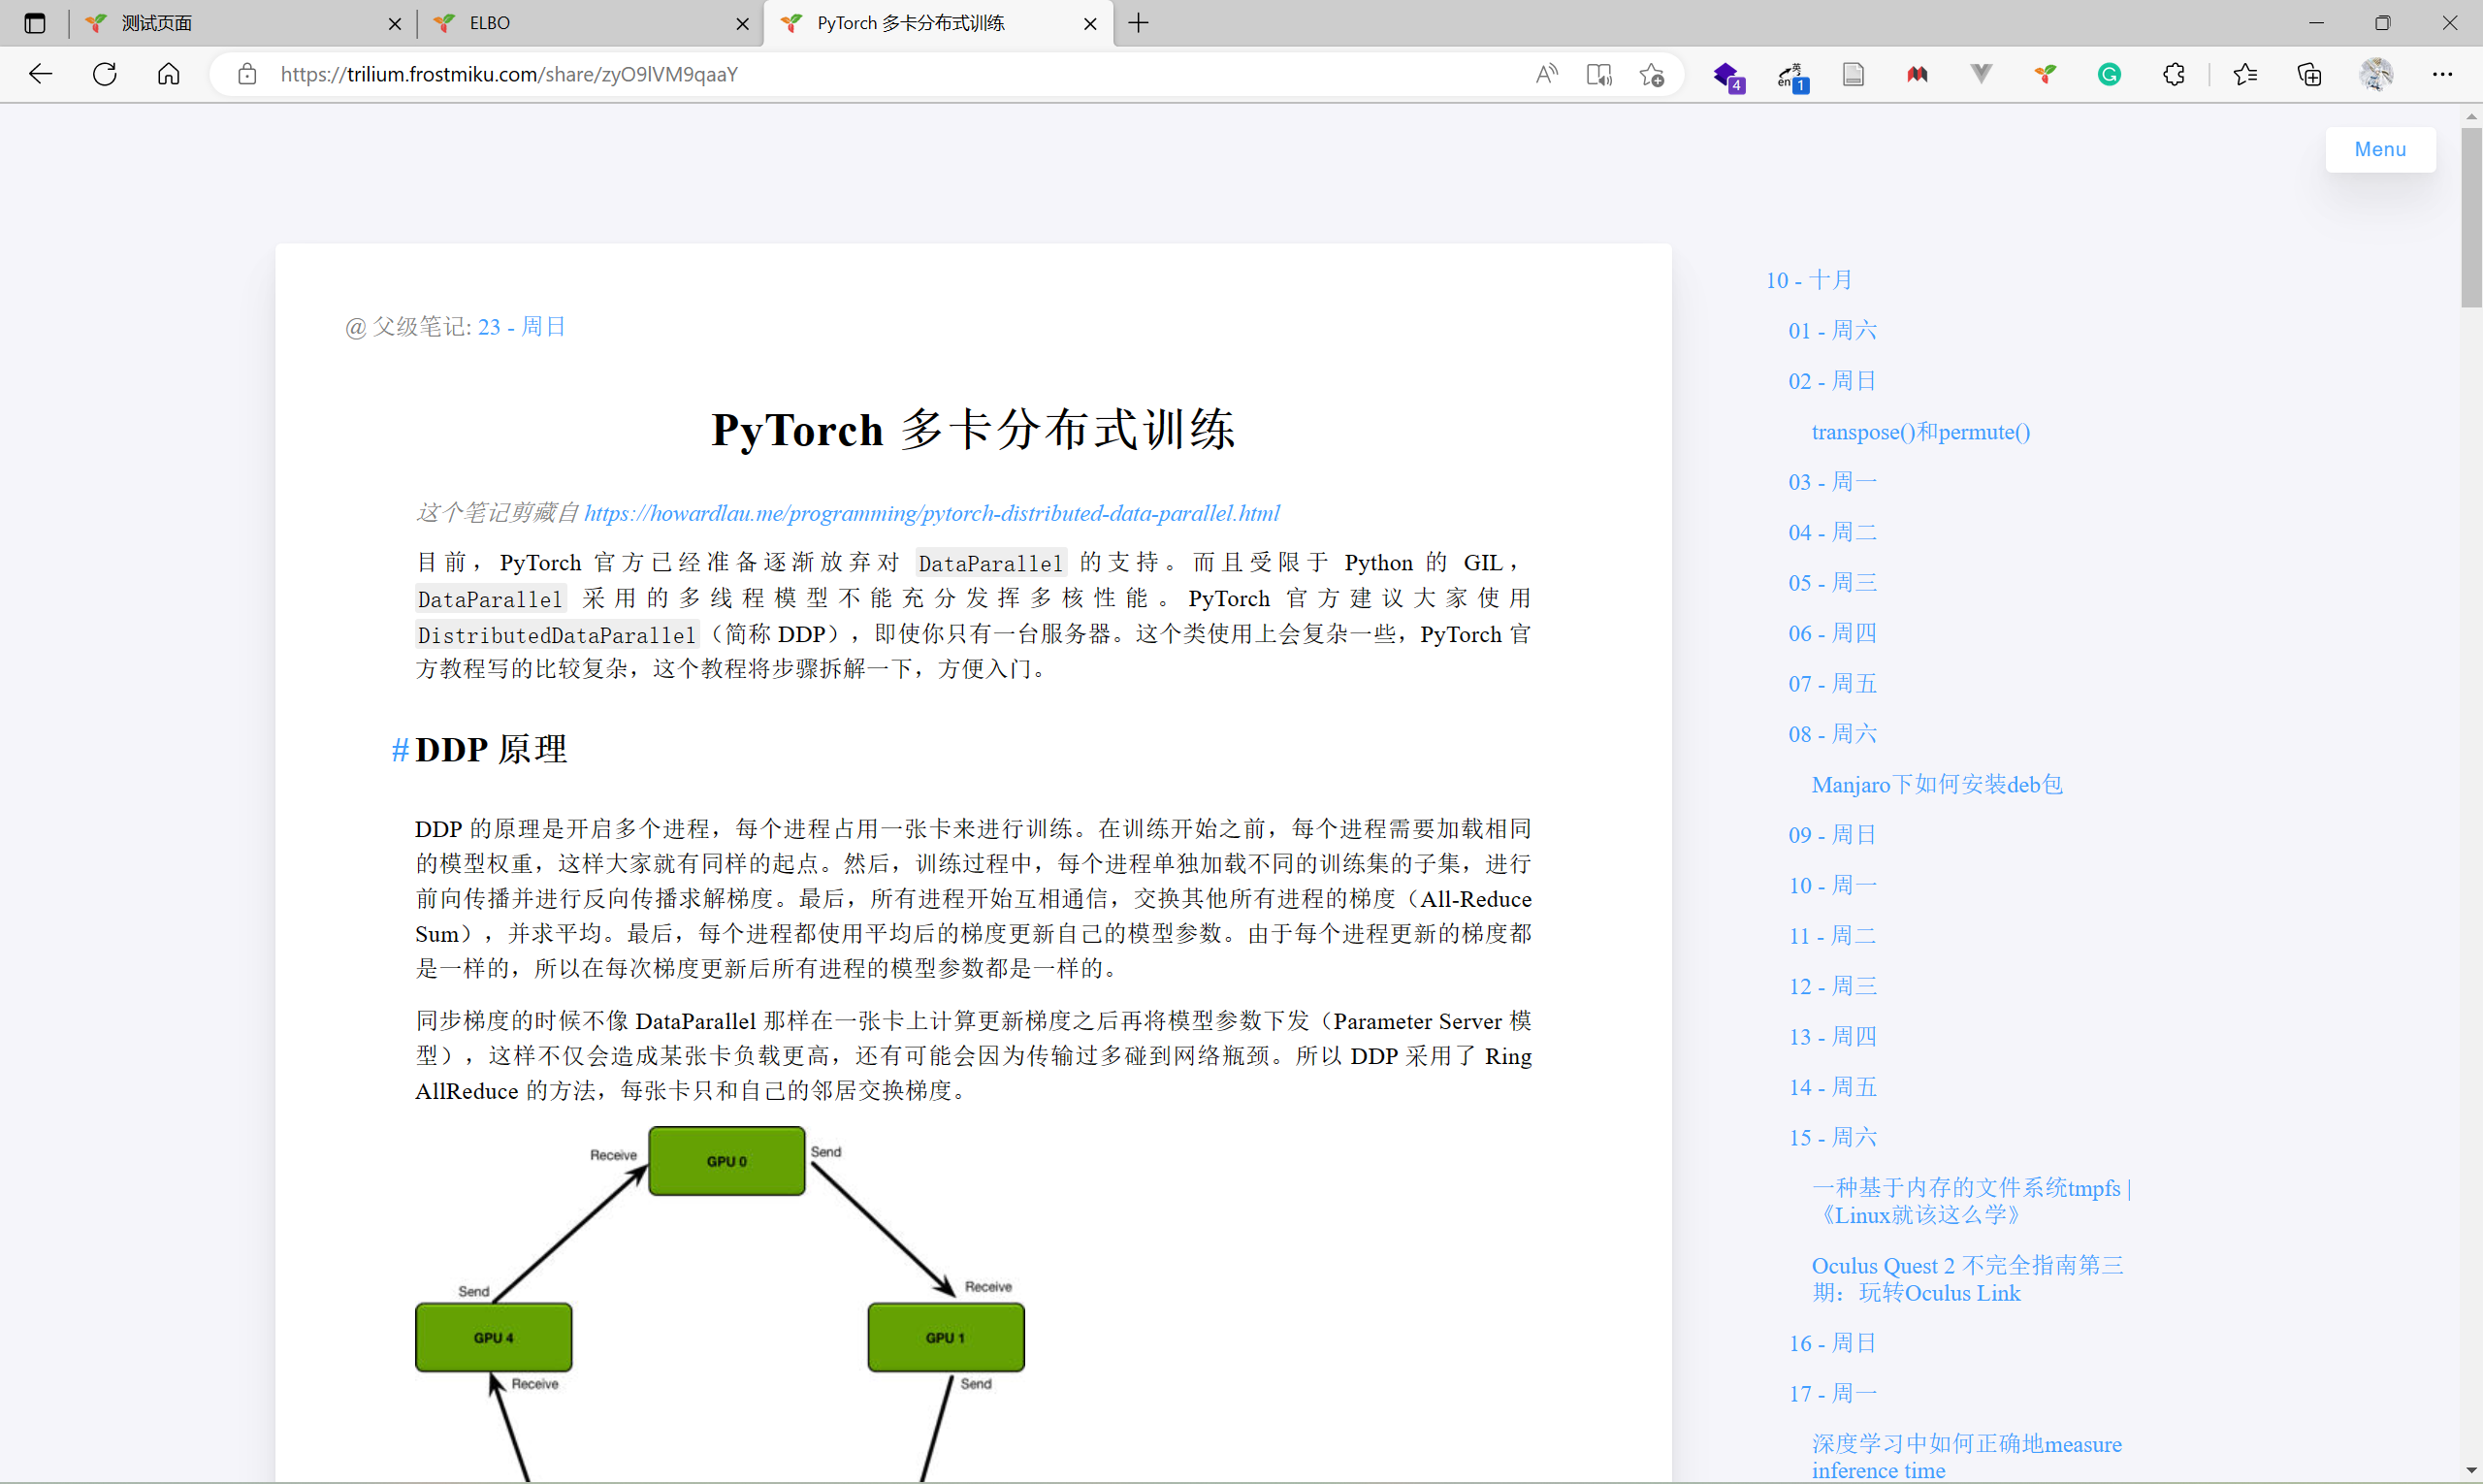 测试页面
ELBO
PyTorch 多卡分布式训练
https://trilium.frostmiku.com/share/zyO9lVM9qaaY
4
英
en
1
Menu
@ 父级笔记: 23 - 周日
PyTorch 多卡分布式训练
这个笔记剪藏自 https://howardlau.me/programming/pytorch-distributed-data-parallel.html
目前，PyTorch 官方已经准备逐渐放弃对 DataParallel 的支持。而且受限于 Python 的 GIL，
DataParallel 采用的多线程模型不能充分发挥多核性能。PyTorch 官方建议大家使用
DistributedDataParallel（简称 DDP），即使你只有一台服务器。这个类使用上会复杂一些，PyTorch 官
方教程写的比较复杂，这个教程将步骤拆解一下，方便入门。
# DDP 原理
DDP 的原理是开启多个进程，每个进程占用一张卡来进行训练。在训练开始之前，每个进程需要加载相同
的模型权重，这样大家就有同样的起点。然后，训练过程中，每个进程单独加载不同的训练集的子集，进行
前向传播并进行反向传播求解梯度。最后，所有进程开始互相通信，交换其他所有进程的梯度（All-Reduce
Sum），并求平均。最后，每个进程都使用平均后的梯度更新自己的模型参数。由于每个进程更新的梯度都
是一样的，所以在每次梯度更新后所有进程的模型参数都是一样的。
同步梯度的时候不像 DataParallel 那样在一张卡上计算更新梯度之后再将模型参数下发（Parameter Server 模
型），这样不仅会造成某张卡负载更高，还有可能会因为传输过多碰到网络瓶颈。所以 DDP 采用了 Ring
AllReduce 的方法，每张卡只和自己的邻居交换梯度。
Receive
GPU 0
Send
Send
Receive
GPU 4
GPU 1
Receive
Send
10 - 十月
01 - 周六
02 - 周日
transpose()和permute()
03 - 周一
04 - 周二
05 - 周三
06 - 周四
07 - 周五
08 - 周六
Manjaro下如何安装deb包
09 - 周日
10 - 周一
11 - 周二
12 - 周三
13 - 周四
14 - 周五
15 - 周六
一种基于内存的文件系统tmpfs |
《Linux就该这么学》
Oculus Quest 2 不完全指南第三
期：玩转Oculus Link
16 - 周日
17 - 周一
深度学习中如何正确地measure
inference time